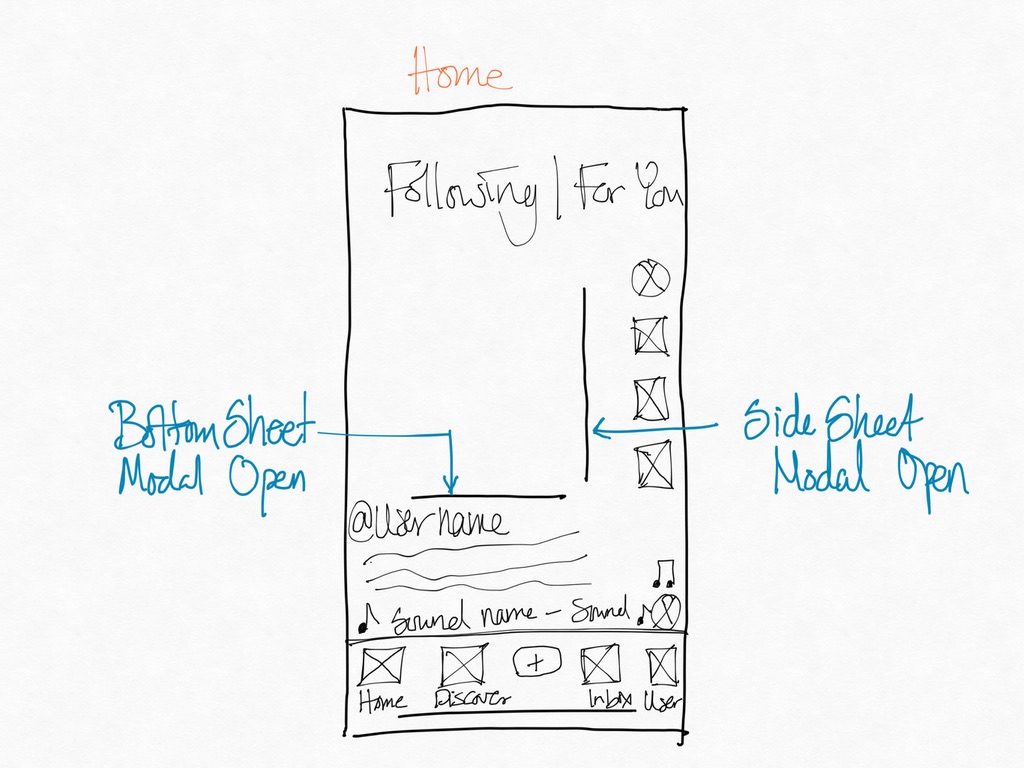 Home
Following | For You
Bottom Sheet
Modal Open
Side Sheet
Modal Open
@Username
Sound name - Sound
+
Home Discover Inbox User